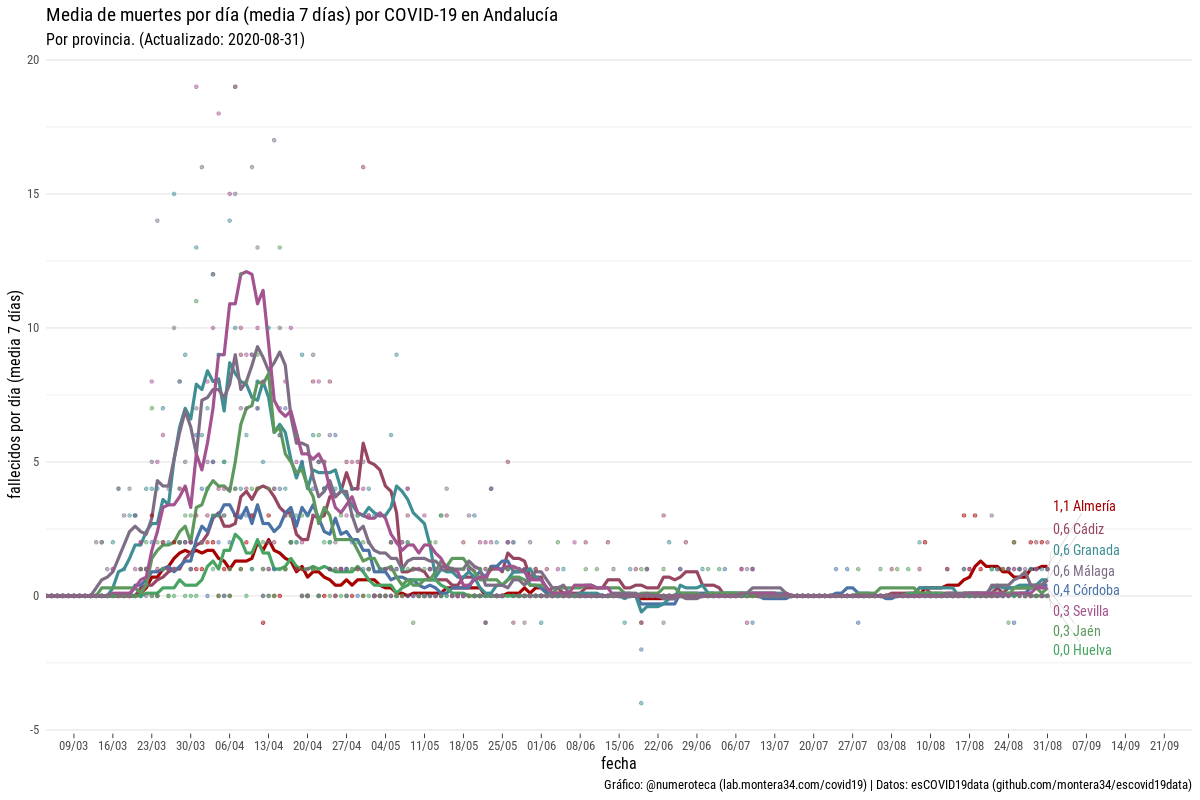 Media de muertes por día (media 7 días) por COVID-19 en Andalucía
Por provincia. (Actualizado: 2020-08-31)
fallecidos por día (media 7 días)
20
15
10
5
0
-5
1,1 Almería
0,6 Cádiz
0,6 Granada
0,6 Málaga
0,4 Córdoba
0,3 Sevilla
0,3 Jaén
0,0 Huelva
09/03 16/03 23/03 30/03 06/04 13/04 20/04 27/04 04/05 11/05 18/05 25/05 01/06 08/06 15/06 22/06 29/06 06/07 13/07 20/07 27/07 03/08 10/08 17/08 24/08 31/08 07/09 14/09 21/09
fecha
Gráfico: @numeroteca (lab.montera34.com/covid19) | Datos: esCOVID19data (github.com/montera34/escovid19data)